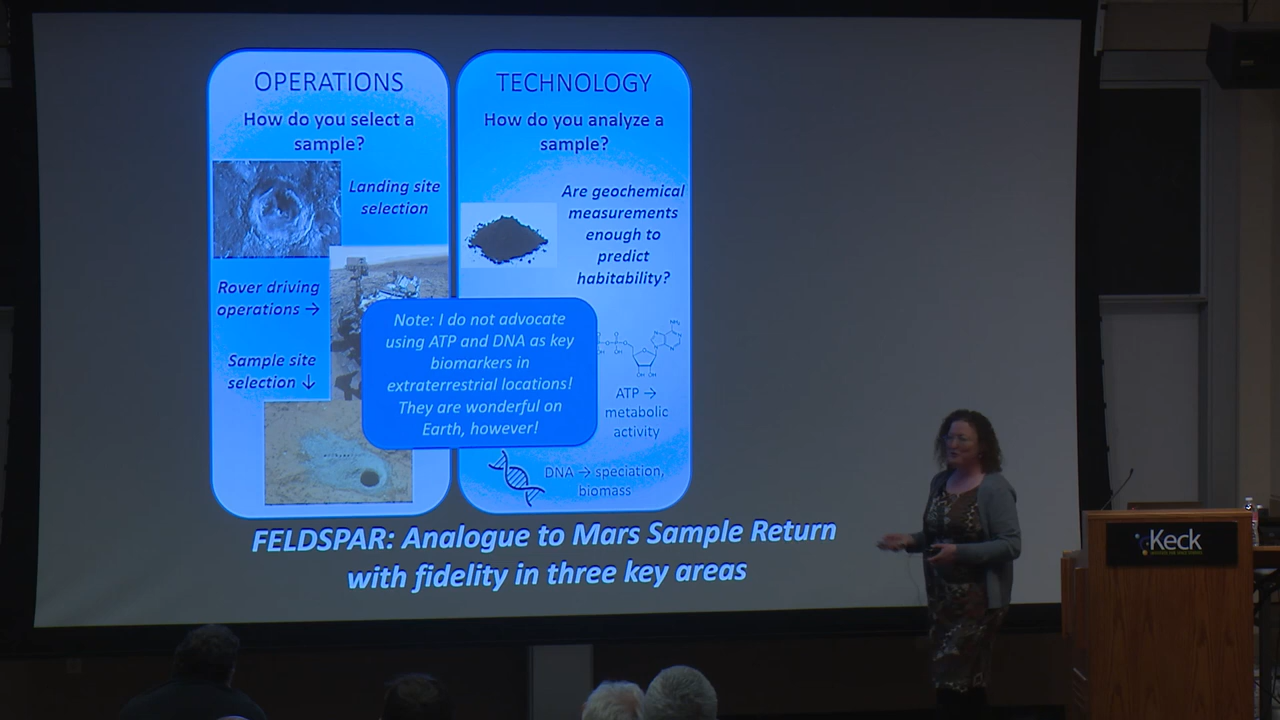 OPERATIONS
How do you select a
sample?
Landing site
selection
Rover driving
operations →
Sample site
selection ↓
TECHNOLOGY
How do you analyze a
sample?
Are geochemical
measurements
enough to
predict
habitability?
Note: I do not advocate
using ATP and DNA as key
biomarkers in
extraterrestrial locations!
They are wonderful on
Earth, however!
ATP →
metabolic
activity
DNA → speciation,
biomass
FELDSPAR: Analogue to Mars Sample Return
with fidelity in three key areas
Keck